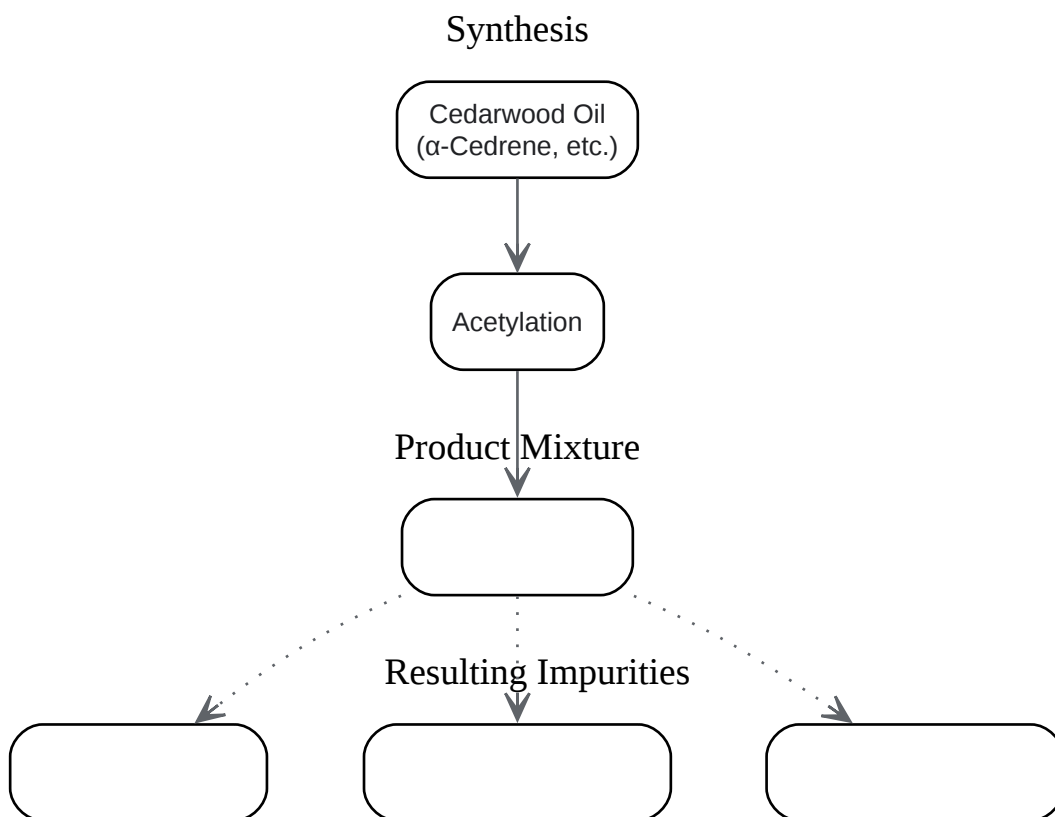 Synthesis
Cedarwood Oil
(α-Cedrene, etc.)
Acetylation
Product Mixture
Resulting Impurities